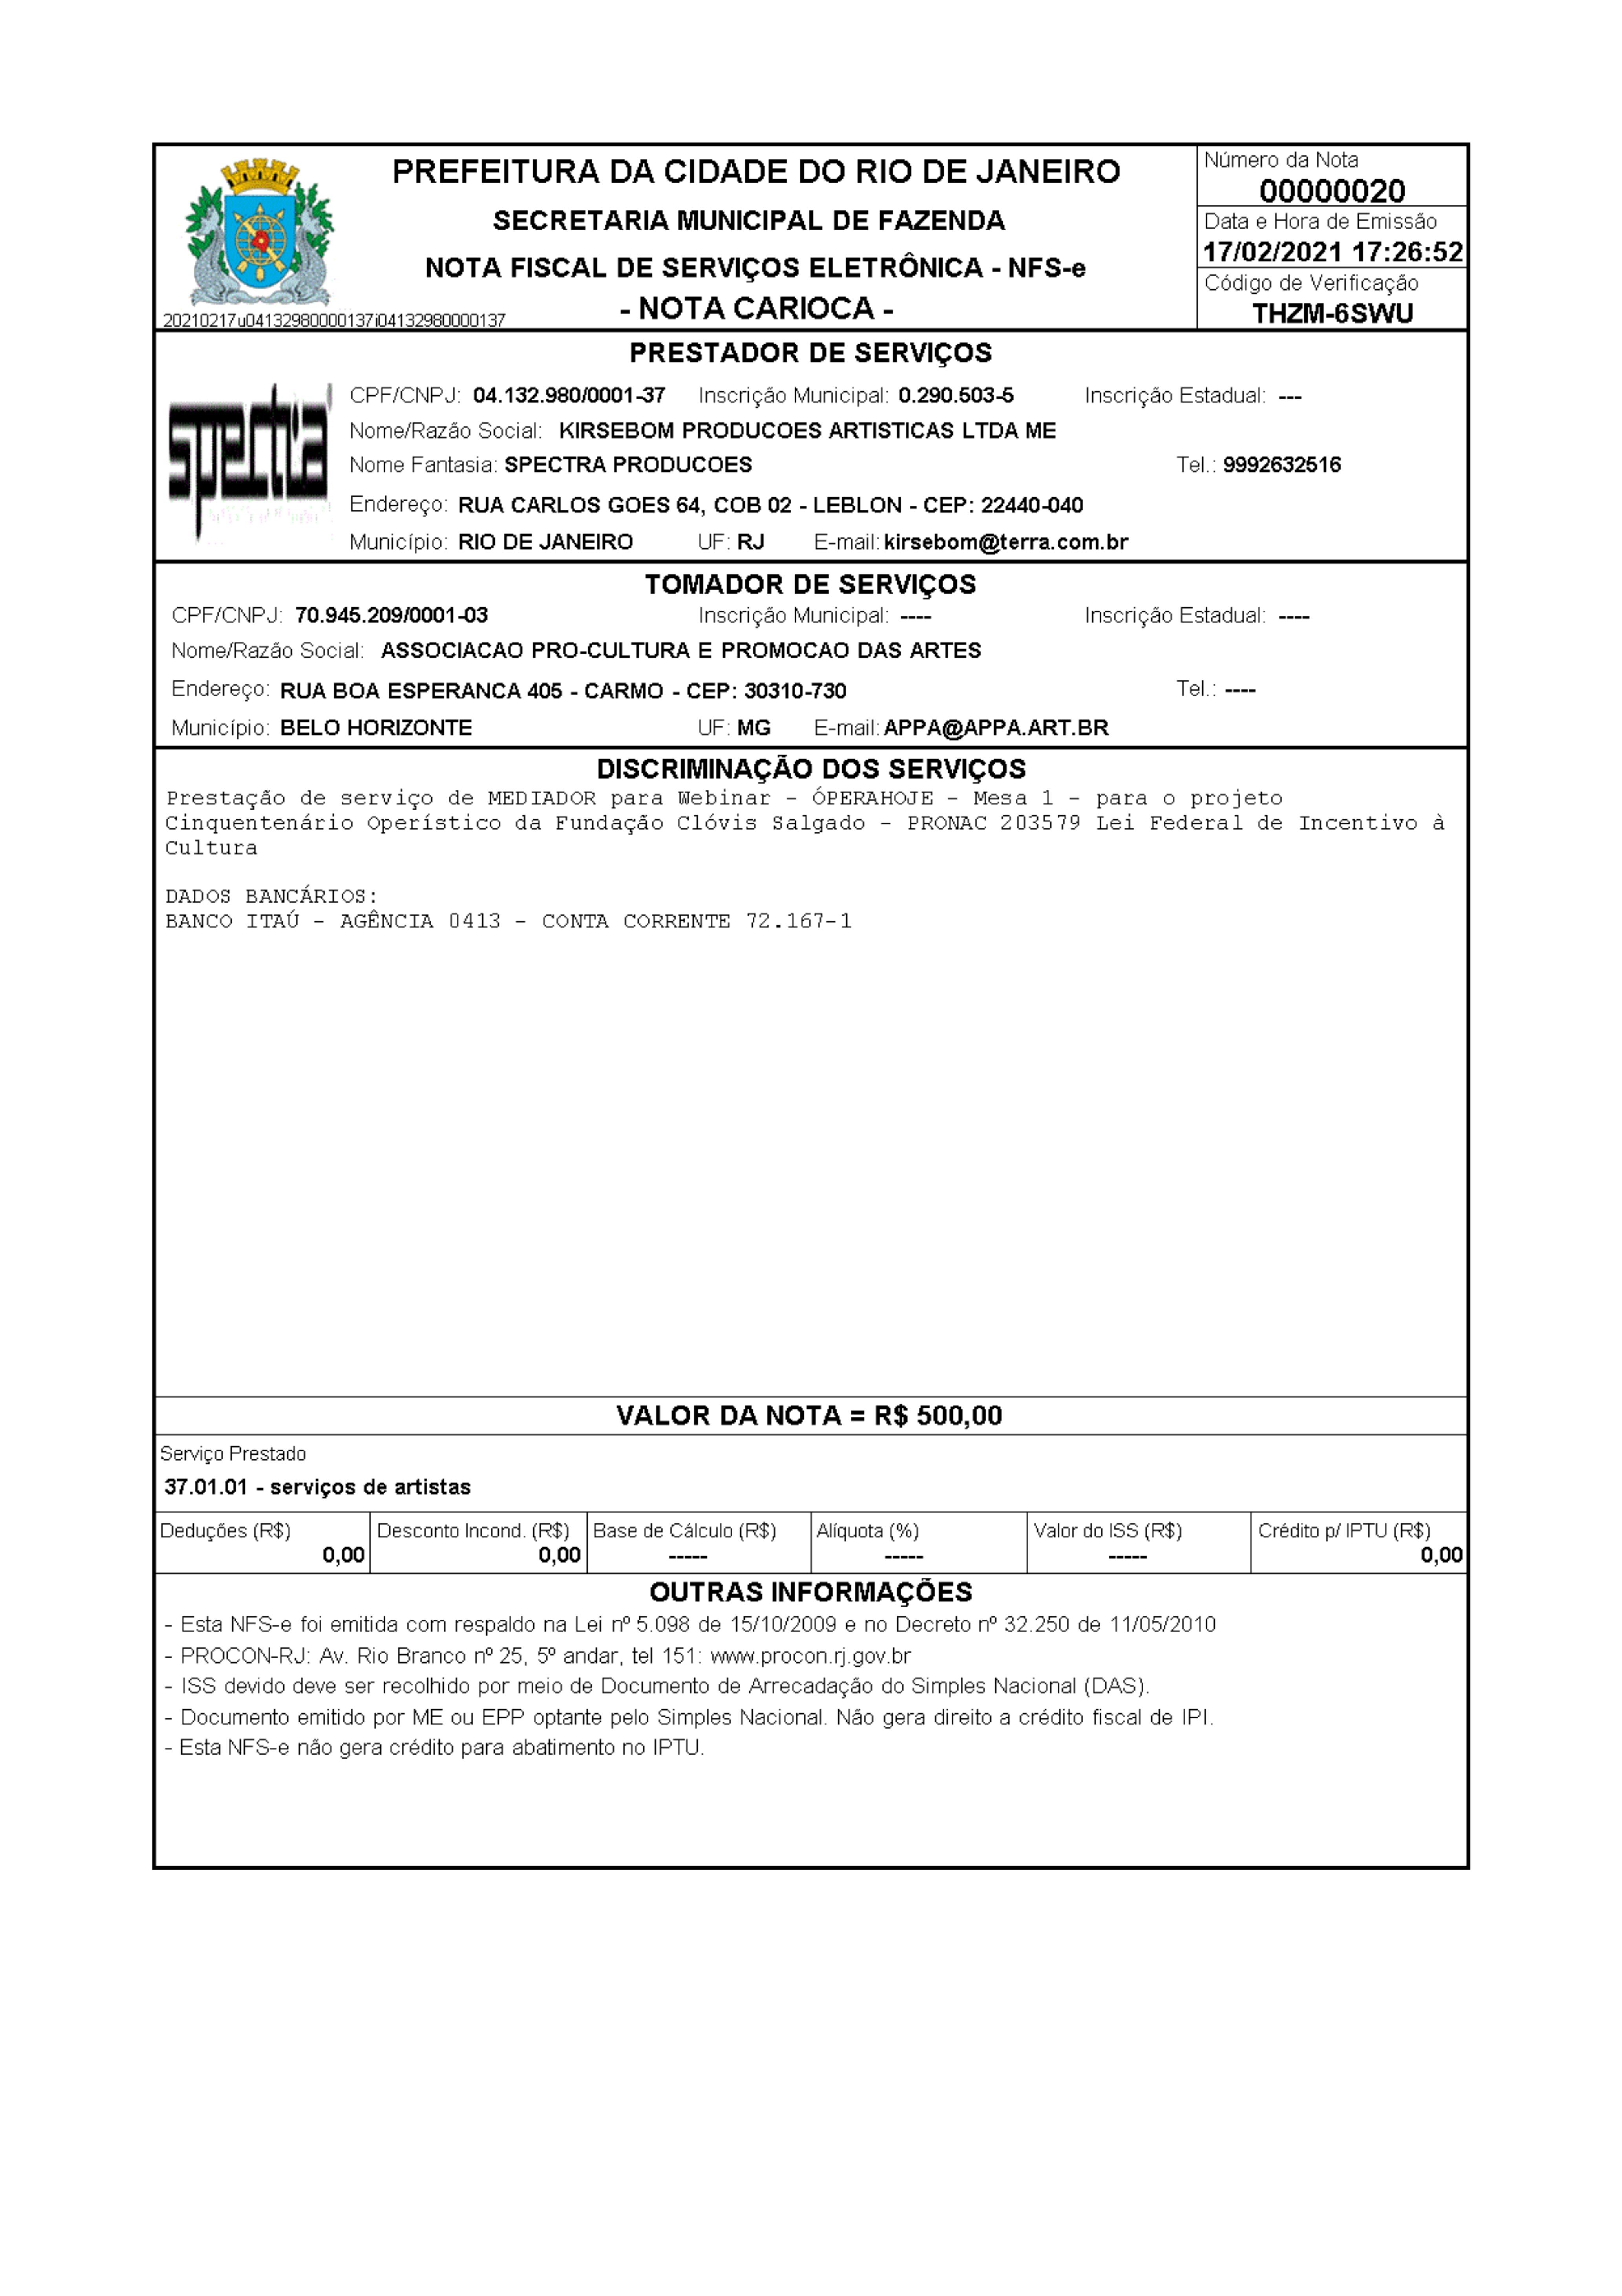 PREFEITURA DA CIDADE DO RIO DE JANEIRO
SECRETARIA MUNICIPAL DE FAZENDA
NOTA FISCAL DE SERVIÇOS ELETRÔNICA - NFS-e
- NOTA CARIOCA -
20210217u04132980000137i04132980000137
Número da Nota
00000020
Data e Hora de Emissão
17/02/2021 17:26:52
Código de Verificação
THZM-6SWU
PRESTADOR DE SERVIÇOS
spectra
CPF/CNPJ: 04.132.980/0001-37 Inscrição Municipal: 0.290.503-5 Inscrição Estadual: ---
Nome/Razão Social: KIRSEBOM PRODUCOES ARTISTICAS LTDA ME
Nome Fantasia: SPECTRA PRODUCOES Tel.: 9992632516
Endereço: RUA CARLOS GOES 64, COB 02 - LEBLON - CEP: 22440-040
Município: RIO DE JANEIRO UF: RJ E-mail: kirsebom@terra.com.br
TOMADOR DE SERVIÇOS
CPF/CNPJ: 70.945.209/0001-03 Inscrição Municipal: ---- Inscrição Estadual: ----
Nome/Razão Social: ASSOCIACAO PRO-CULTURA E PROMOCAO DAS ARTES
Endereço: RUA BOA ESPERANCA 405 - CARMO - CEP: 30310-730 Tel.: ----
Município: BELO HORIZONTE UF: MG E-mail: APPA@APPA.ART.BR
DISCRIMINAÇÃO DOS SERVIÇOS
Prestação de serviço de MEDIADOR para Webinar - ÓPERAHOJE - Mesa 1 - para o projeto
Cinquentenário Operístico da Fundação Clóvis Salgado - PRONAC 203579 Lei Federal de Incentivo à
Cultura
DADOS BANCÁRIOS:
BANCO ITAÚ - AGÊNCIA 0413 - CONTA CORRENTE 72.167-1
VALOR DA NOTA = R$ 500,00
Serviço Prestado
37.01.01 - serviços de artistas
Deduções (R$) Desconto Incond. (R$) Base de Cálculo (R$) Alíquota (%) Valor do ISS (R$) Crédito p/ IPTU (R$)
0,00 0,00 ----- ----- ----- 0,00
OUTRAS INFORMAÇÕES
- Esta NFS-e foi emitida com respaldo na Lei nº 5.098 de 15/10/2009 e no Decreto nº 32.250 de 11/05/2010
- PROCON-RJ: Av. Rio Branco nº 25, 5º andar, tel 151: www.procon.rj.gov.br
- ISS devido deve ser recolhido por meio de Documento de Arrecadação do Simples Nacional (DAS).
- Documento emitido por ME ou EPP optante pelo Simples Nacional. Não gera direito a crédito fiscal de IPI.
- Esta NFS-e não gera crédito para abatimento no IPTU.